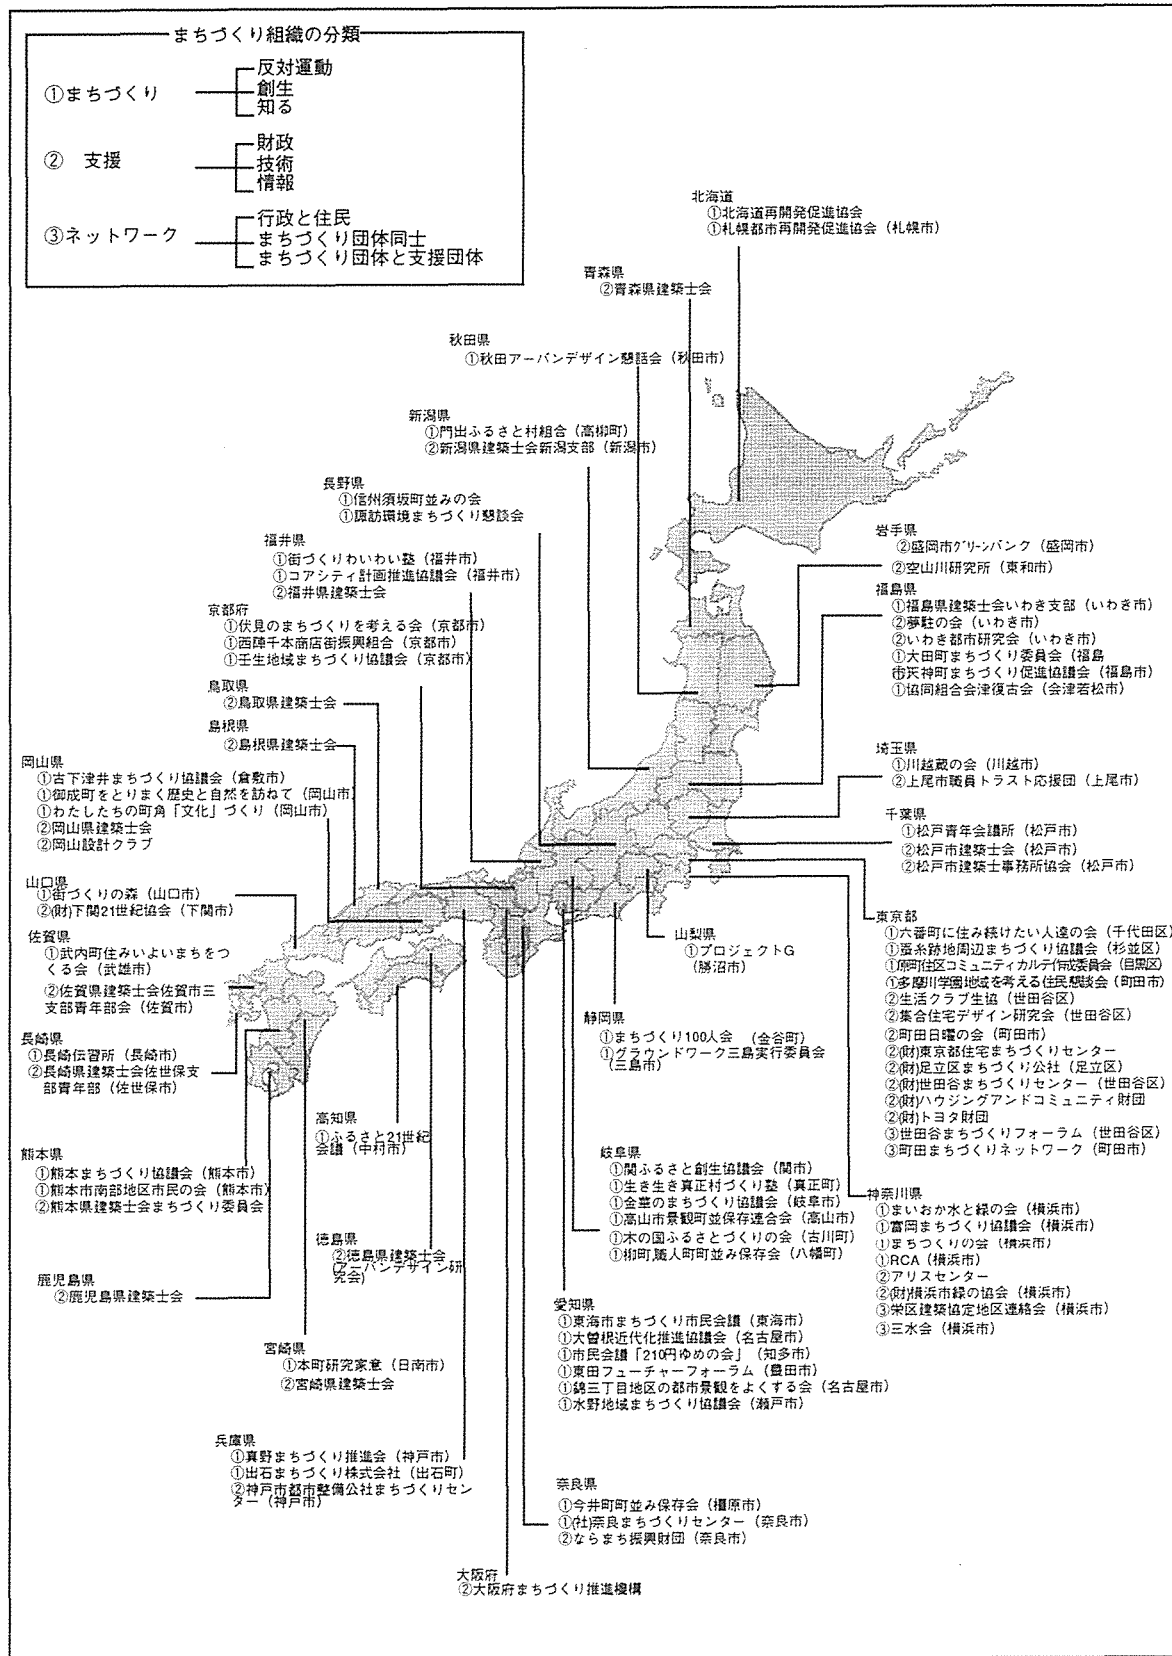 まちづくり組織の分類
①まちづくり
反対運動
創生
知る
② 支援
財政
技術
情報
③ネットワーク
行政と住民
まちづくり団体同士
まちづくり団体と支援団体
北海道
①北海道再開発促進協会
①札幌都市再開発促進協会（札幌市）
青森県
②青森県建築士会
秋田県
①秋田アーバンデザイン懇話会（秋田市）
新潟県
①門出ふるさと村組合（高柳町）
②新潟県建築士会新潟支部（新潟市）
長野県
①信州須坂町並みの会
①諏訪環境まちづくり懇談会
福井県
①街づくりわいわい塾（福井市）
①コアシティ計画推進協議会（福井市）
②福井県建築士会
京都府
①伏見のまちづくりを考える会（京都市）
①西陣千本商店街振興組合（京都市）
①壬生地域まちづくり協議会（京都市）
鳥取県
②鳥取県建築士会
島根県
②島根県建築士会
岡山県
①古下津井まちづくり協議会（倉敷市）
①御成町をとりまく歴史と自然を訪ねて（岡山市）
①わたしたちの町角「文化」づくり（岡山市）
②岡山県建築士会
②岡山設計クラブ
山口県
①街づくりの森（山口市）
②(財)下関21世紀協会（下関市）
佐賀県
①武内町住みいよいまちをつ
くる会（武雄市）
②佐賀県建築士会佐賀市三
支部青年部会（佐賀市）
長崎県
①長崎伝習所（長崎市）
②長崎県建築士会佐世保支
部青年部（佐世保市）
熊本県
①熊本まちづくり協議会（熊本市）
①熊本市南部地区市民の会（熊本市）
②熊本県建築士会まちづくり委員会
鹿児島県
②鹿児島県建築士会
宮崎県
①本町研究家意（日南市）
②宮崎県建築士会
高知県
①ふるさと21世紀
会議（中村市）
徳島県
②徳島県建築士会
(アーバンデザイン研
究会)
兵庫県
①真野まちづくり推進会（神戸市）
①出石まちづくり株式会社（出石町）
②神戸市都市整備公社まちづくりセン
ター（神戸市）
大阪府
②大阪府まちづくり推進機構
奈良県
①今井町町並み保存会（橿原市）
①(社)奈良まちづくりセンター（奈良市）
②ならまち振興財団（奈良市）
愛知県
①東海市まちづくり市民会議（東海市）
①大曽根近代化推進協議会（名古屋市）
①市民会議「210円ゆめの会」（知多市）
①東田フューチャーフォーラム（豊田市）
①錦三丁目地区の都市景観をよくする会（名古屋市）
①水野地域まちづくり協議会（瀬戸市）
岐阜県
①関ふるさと創生協議会（関市）
①生き生き真正村づくり塾（真正町）
①金華のまちづくり協議会（岐阜市）
①高山市景観町並保存連合会（高山市）
①木の国ふるさとづくりの会（古川町）
①柳町,職人町町並み保存会（八幡町）
静岡県
①まちづくり100人会（金谷町）
①グラウンドワーク三島実行委員会
（三島市）
山梨県
①プロジェクトG
（勝沼市）
岩手県
②盛岡市グリーンバンク（盛岡市）
②空山川研究所（東和市）
福島県
①福島県建築士会いわき支部（いわき市）
②夢駐の会（いわき市）
②いわき都市研究会（いわき市）
①大田町まちづくり委員会（福島
市）天神町まちづくり促進協議会（福島市）
①協同組合会津復古会（会津若松市）
埼玉県
①川越蔵の会（川越市）
②上尾市職員トラスト応援団（上尾市）
千葉県
①松戸青年会議所（松戸市）
②松戸市建築士会（松戸市）
②松戸市建築士事務所協会（松戸市）
東京都
①六番町に住み続けたい人達の会（千代田区）
①蚕糸跡地周辺まちづくり協議会（杉並区）
①原町住区コミュニティカルテ作成委員会（目黒区）
①多摩川学園地域を考える住民懇談会（町田市）
②生活クラブ生協（世田谷区）
②集合住宅デザイン研究会（世田谷区）
②町田日曜の会（町田市）
②(財)東京都住宅まちづくりセンター
②(財)足立区まちづくり公社（足立区）
②(財)世田谷まちづくりセンター（世田谷区）
②(財)ハウジングアンドコミュニティ財団
②(財)トヨタ財団
③世田谷まちづくりフォーラム（世田谷区）
③町田まちづくりネットワーク（町田市）
神奈川県
①まいおか水と緑の会（横浜市）
①富岡まちづくり協議会（横浜市）
①まちづくりの会（横浜市）
①RCA（横浜市）
②アリスセンター
②(財)横浜市緑の協会（横浜市）
③栄区建築協定地区連絡会（横浜市）
③三水会（横浜市）